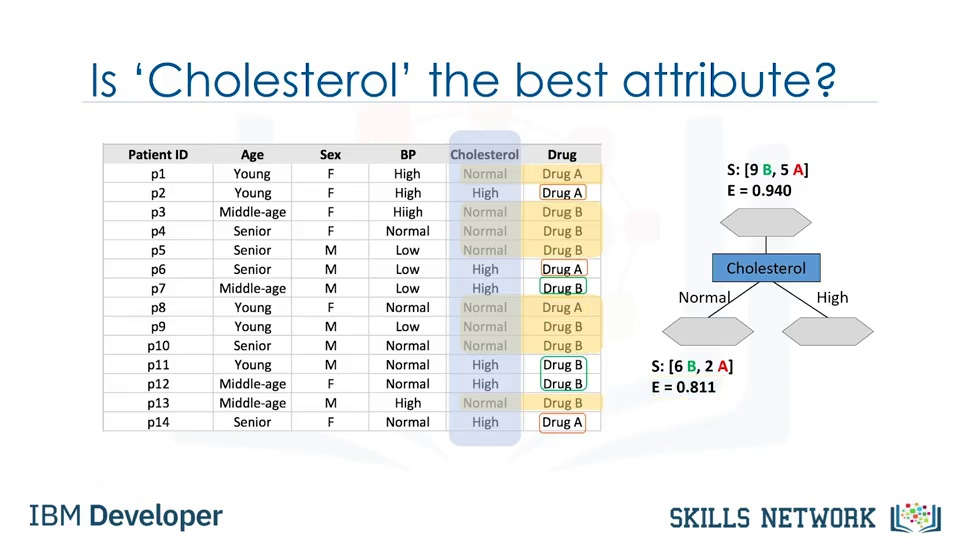 Is ‘Cholesterol’ the best attribute?
Patient ID Age Sex BP Cholesterol Drug
p1 Young F High Normal Drug A
p2 Young F High High Drug A
p3 Middle-age F Hiigh Normal Drug B
p4 Senior F Normal Normal Drug B
p5 Senior M Low Normal Drug B
p6 Senior M Low High Drug A
p7 Middle-age M Low High Drug B
p8 Young F Normal Normal Drug A
p9 Young M Low Normal Drug B
p10 Senior M Normal Normal Drug B
p11 Young M Normal High Drug B
p12 Middle-age F Normal High Drug B
p13 Middle-age M High Normal Drug B
p14 Senior F Normal High Drug A
S: [9 B, 5 A]
E = 0.940
Cholesterol
Normal High
S: [6 B, 2 A]
E = 0.811
IBM Developer
SKILLS NETWORK